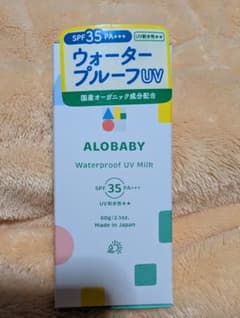 SPF35 PA+++
UV耐水性★★
ウォーター
プルーフUV
国産オーガニック成分配合
ALOBABY
Waterproof UV Milk
SPF 35 PA+++
UV耐水性★★
60g/2.1oz.
Made in Japan